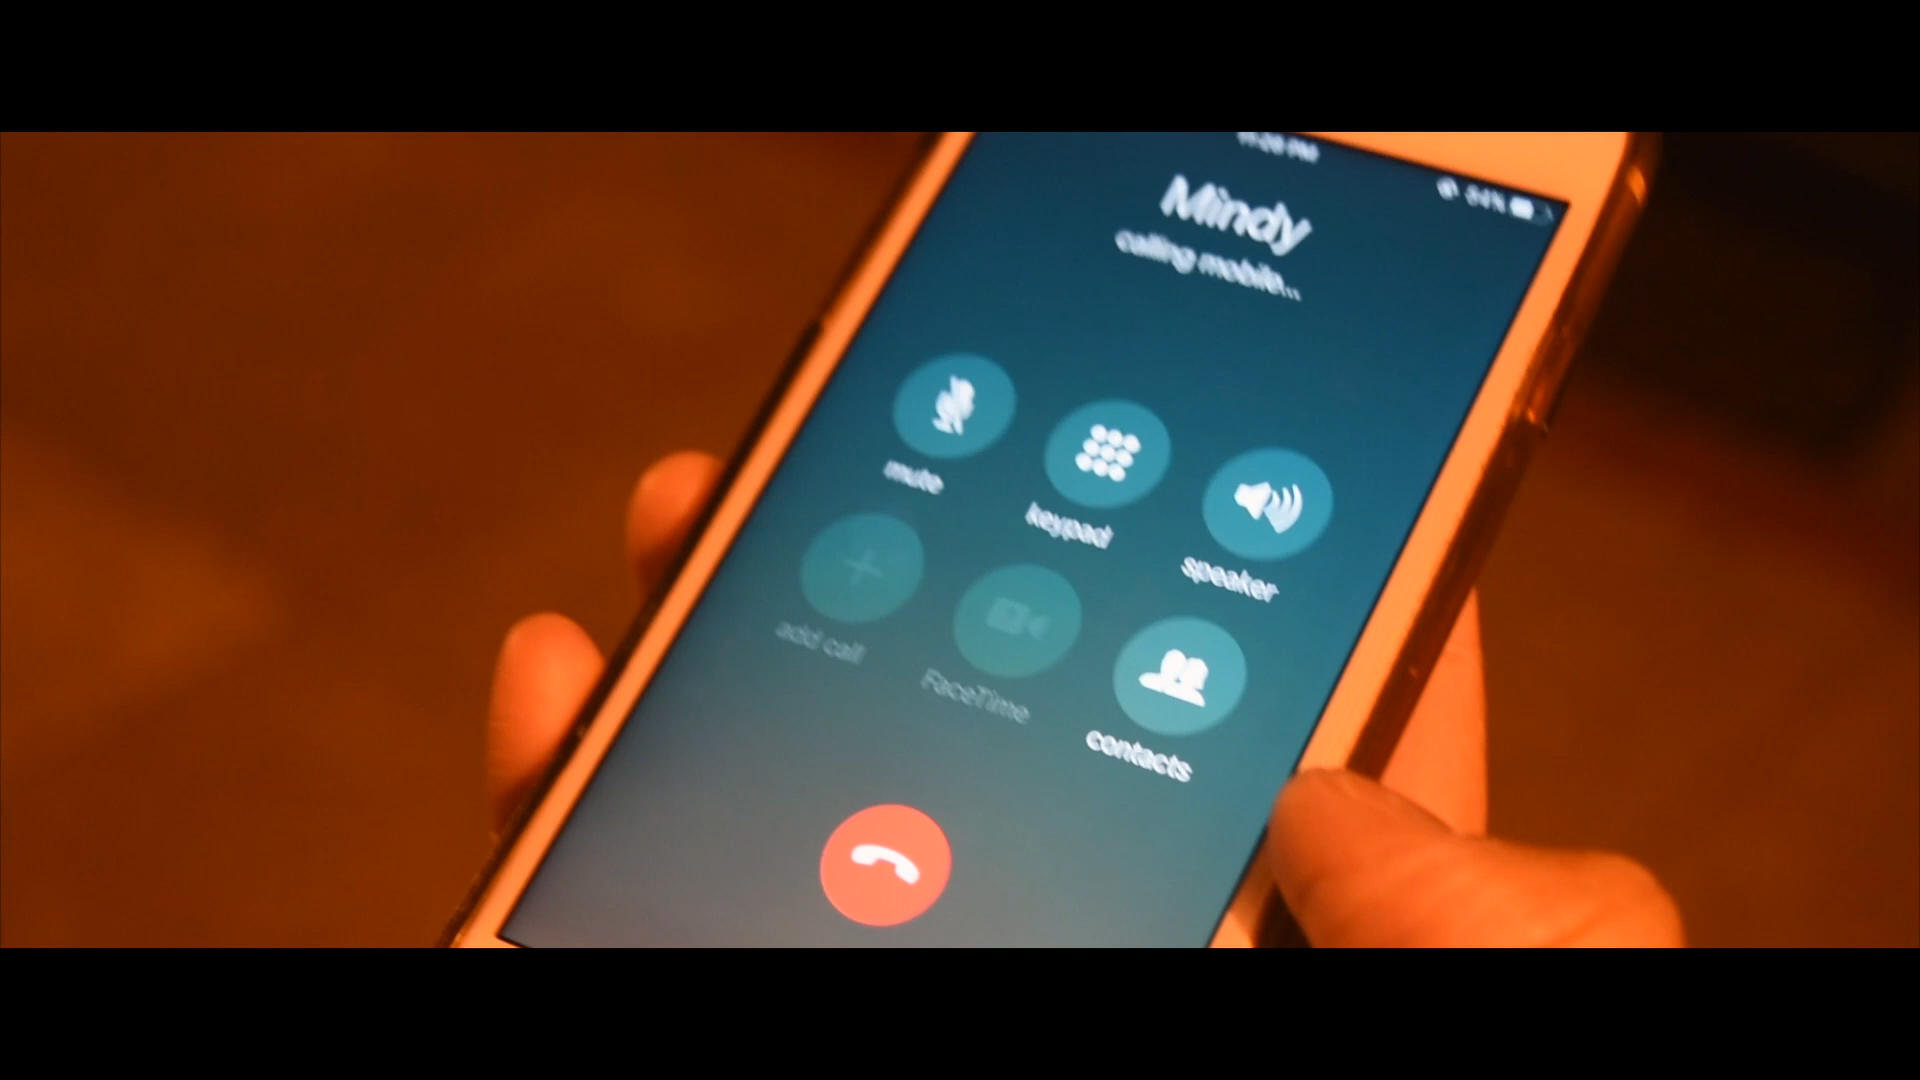 Mindy
calling mobile...
mute
keypad
speaker
add call
FaceTime
contacts